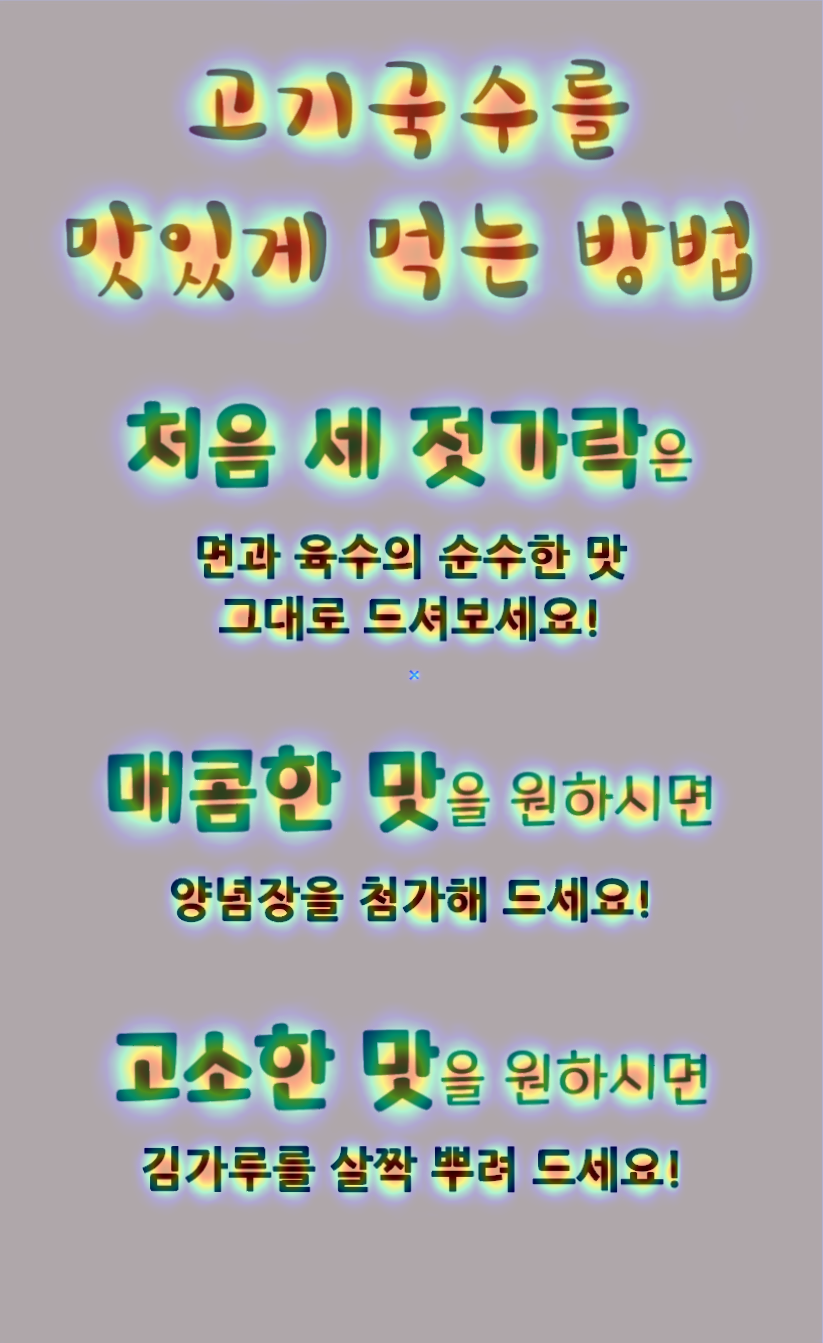 고기국수를
맛있게 먹는 방법
처음 세 젓가락은
면과 육수의 순수한 맛
그대로 드셔보세요!
매콤한 맛을 원하시면
양념장을 첨가해 드세요!
고소한 맛을 원하시면
김가루를 살짝 뿌려 드세요!